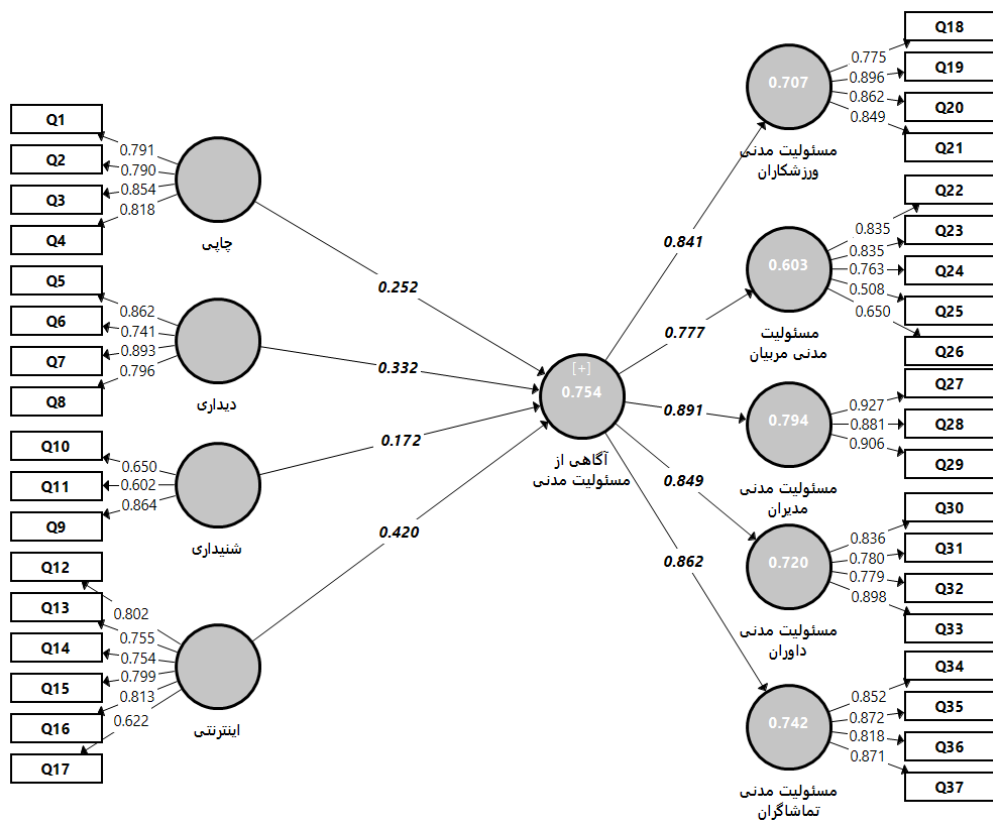 Q1
Q2
Q3
Q4
0.791
0.790
0.854
0.818
چاپی
Q5
Q6
Q7
Q8
0.862
0.741
0.893
0.796
دیداری
Q10
Q11
Q9
0.650
0.602
0.864
شنیداری
Q12
Q13
Q14
Q15
Q16
Q17
0.802
0.755
0.754
0.799
0.813
0.622
اینترنتی
0.252
0.332
0.172
0.420
[+]
0.754
آگاهی از
مسئولیت مدنی
0.841
0.777
0.891
0.849
0.862
0.707
مسئولیت مدنی
ورزشکاران
0.775
0.896
0.862
0.849
Q18
Q19
Q20
Q21
0.603
مسئولیت
مدنی مربیان
0.835
0.835
0.763
0.508
0.650
Q22
Q23
Q24
Q25
Q26
0.794
مسئولیت مدنی
مدیران
0.927
0.881
0.906
Q27
Q28
Q29
0.720
مسئولیت مدنی
داوران
0.836
0.780
0.779
0.898
Q30
Q31
Q32
Q33
0.742
مسئولیت مدنی
تماشاگران
0.852
0.872
0.818
0.871
Q34
Q35
Q36
Q37